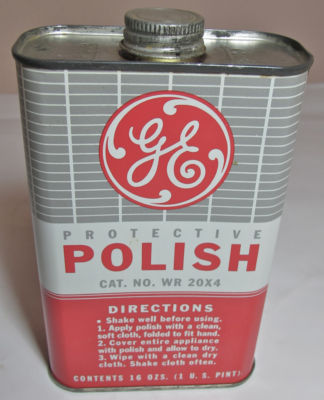 GE
PROTECTIVE
POLISH
CAT. NO. WR 20X4
DIRECTIONS
▪ Shake well before using.
1. Apply polish with a clean,
soft cloth, folded to fit hand.
2. Cover entire appliance
with polish and allow to dry.
3. Wipe with a clean dry
cloth. Shake cloth often.
CONTENTS 16 OZS. (1 U. S. PINT)